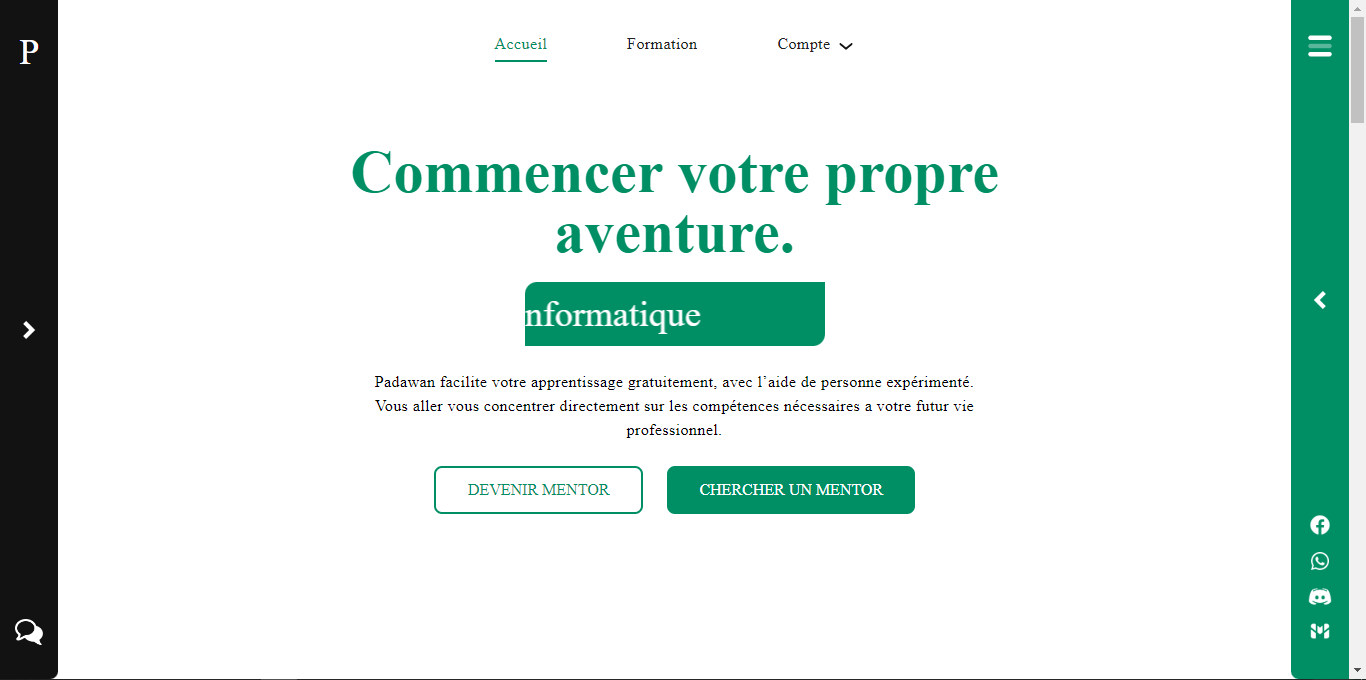 P
Accueil
Formation
Compte
Commencer votre propre
aventure.
nformatique
Padawan facilite votre apprentissage gratuitement, avec l’aide de personne expérimenté.
Vous aller vous concentrer directement sur les compétences nécessaires a votre futur vie
professionnel.
DEVENIR MENTOR
CHERCHER UN MENTOR